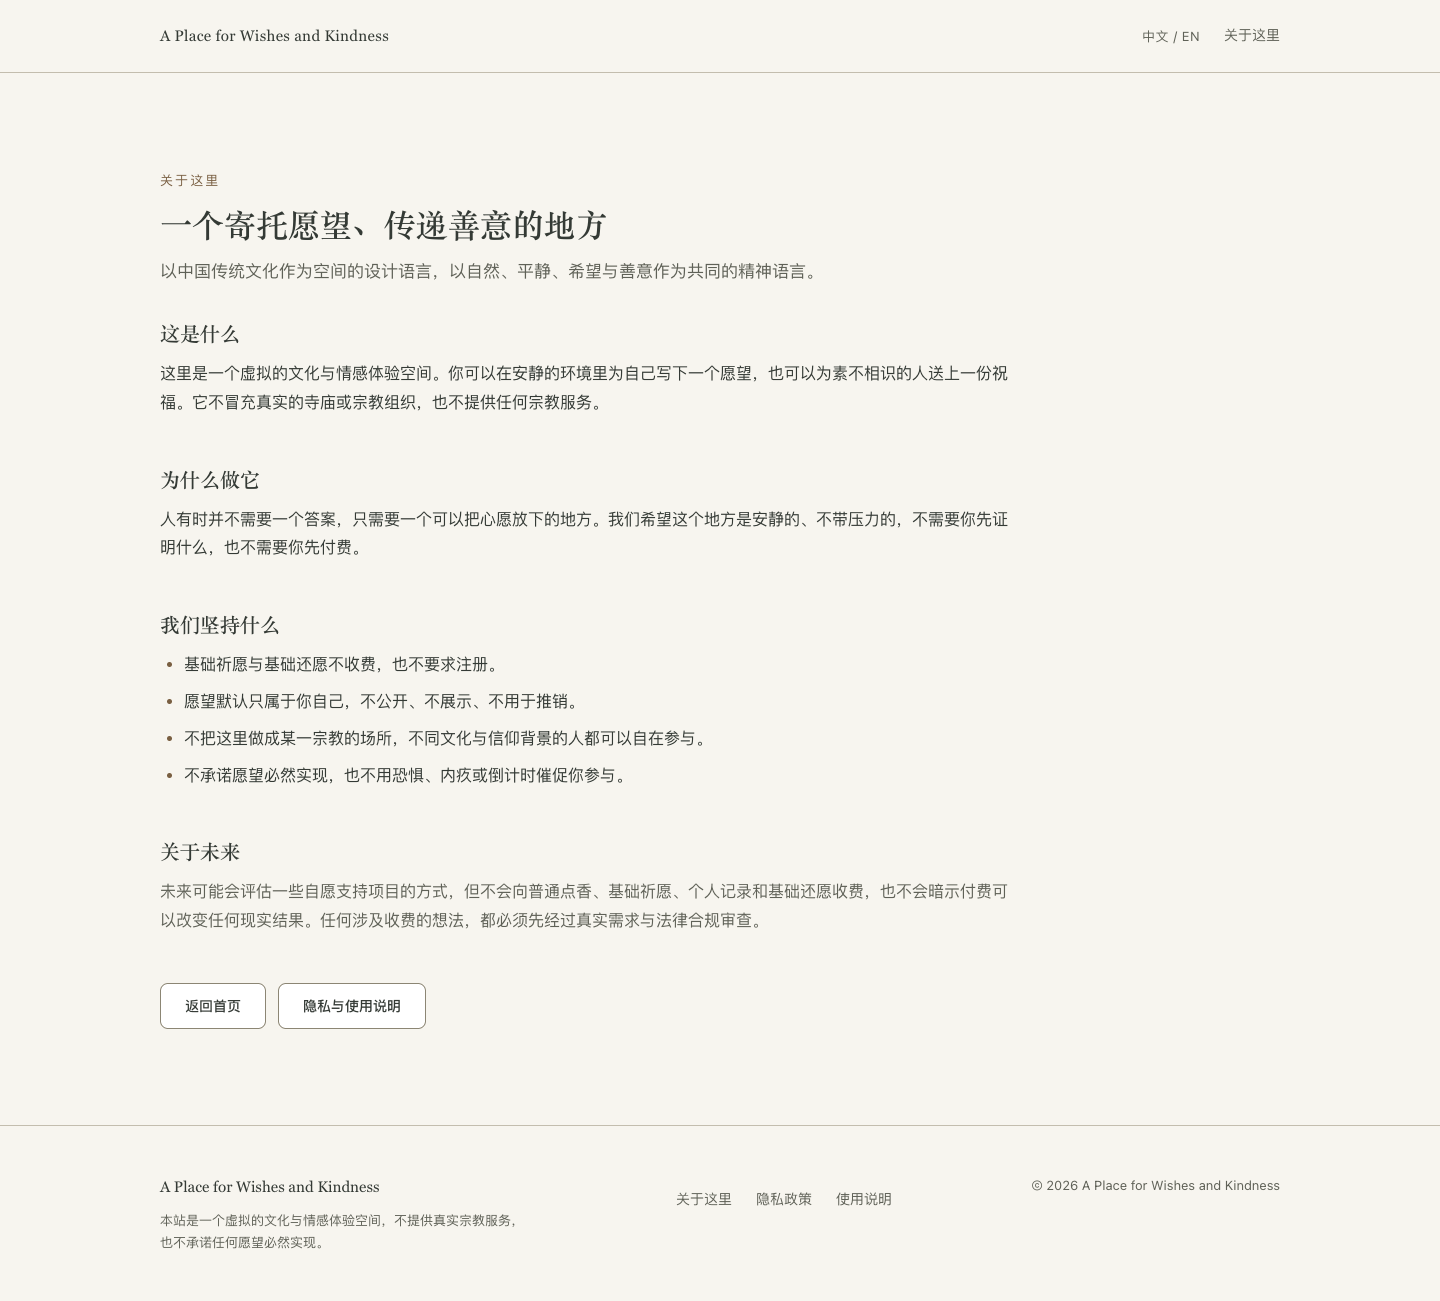 A Place for Wishes and Kindness
中文 / EN
关于这里
关于这里
一个寄托愿望、传递善意的地方
以中国传统文化作为空间的设计语言，以自然、平静、希望与善意作为共同的精神语言。
这是什么
这里是一个虚拟的文化与情感体验空间。你可以在安静的环境里为自己写下一个愿望，也可以为素不相识的人送上一份祝
福。它不冒充真实的寺庙或宗教组织，也不提供任何宗教服务。
为什么做它
人有时并不需要一个答案，只需要一个可以把心愿放下的地方。我们希望这个地方是安静的、不带压力的，不需要你先证
明什么，也不需要你先付费。
我们坚持什么
基础祈愿与基础还愿不收费，也不要求注册。
愿望默认只属于你自己，不公开、不展示、不用于推销。
不把这里做成某一宗教的场所，不同文化与信仰背景的人都可以自在参与。
不承诺愿望必然实现，也不用恐惧、内疚或倒计时催促你参与。
关于未来
未来可能会评估一些自愿支持项目的方式，但不会向普通点香、基础祈愿、个人记录和基础还愿收费，也不会暗示付费可
以改变任何现实结果。任何涉及收费的想法，都必须先经过真实需求与法律合规审查。
返回首页
隐私与使用说明
A Place for Wishes and Kindness
本站是一个虚拟的文化与情感体验空间，不提供真实宗教服务，
也不承诺任何愿望必然实现。
关于这里
隐私政策
使用说明
© 2026 A Place for Wishes and Kindness